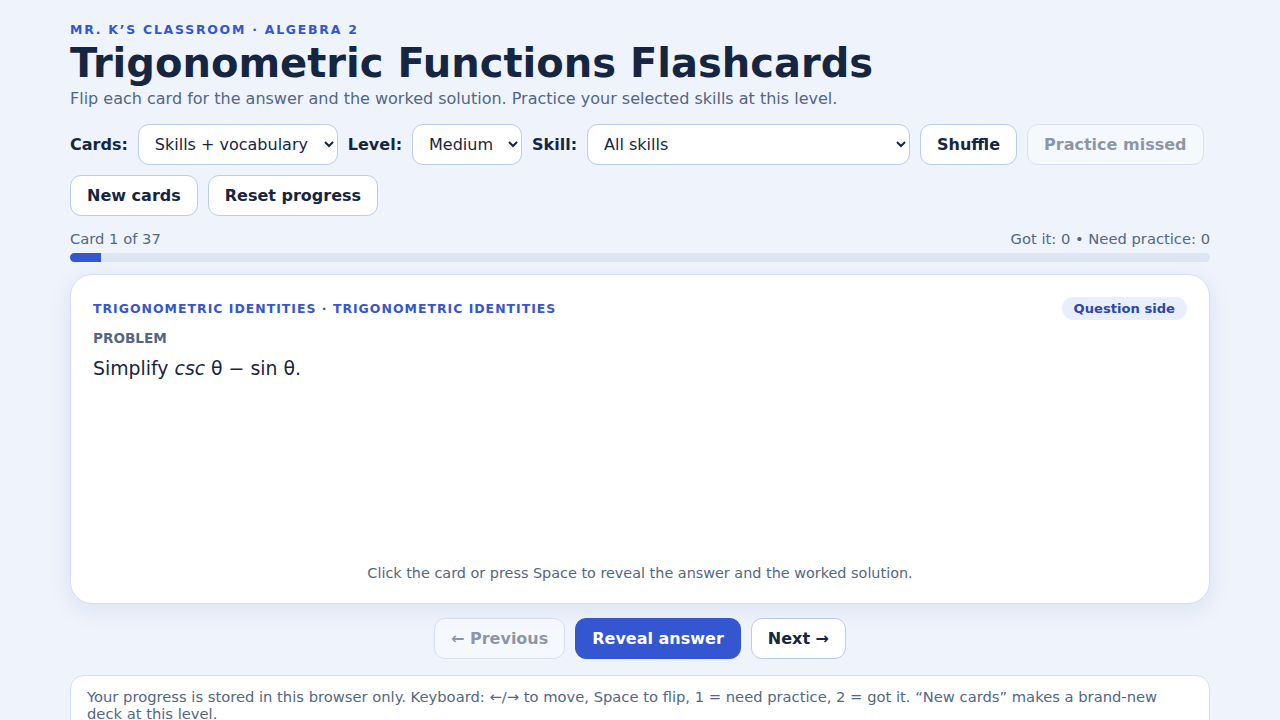 MR. K’S CLASSROOM · ALGEBRA 2
Trigonometric Functions Flashcards
Flip each card for the answer and the worked solution. Practice your selected skills at this level.
Cards: Skills + vocabulary Level: Medium Skill: All skills Shuffle Practice missed
New cards Reset progress
Card 1 of 37 Got it: 0 • Need practice: 0
TRIGONOMETRIC IDENTITIES · TRIGONOMETRIC IDENTITIES Question side
PROBLEM
Simplify csc θ − sin θ.
Click the card or press Space to reveal the answer and the worked solution.
← Previous Reveal answer Next →
Your progress is stored in this browser only. Keyboard: ←/→ to move, Space to flip, 1 = need practice, 2 = got it. “New cards” makes a brand-new
deck at this level.